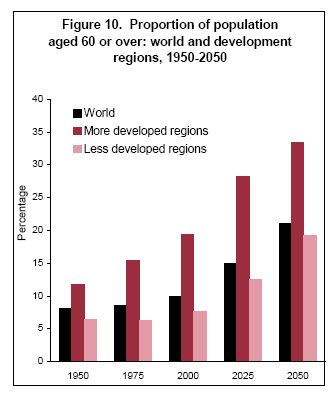 Figure 10.  Proportion of population
aged 60 or over: world and development
regions, 1950-2050
40
35
30
25
20
15
10
5
0
Percentage
World
More developed regions
Less developed regions
1950 1975 2000 2025 2050